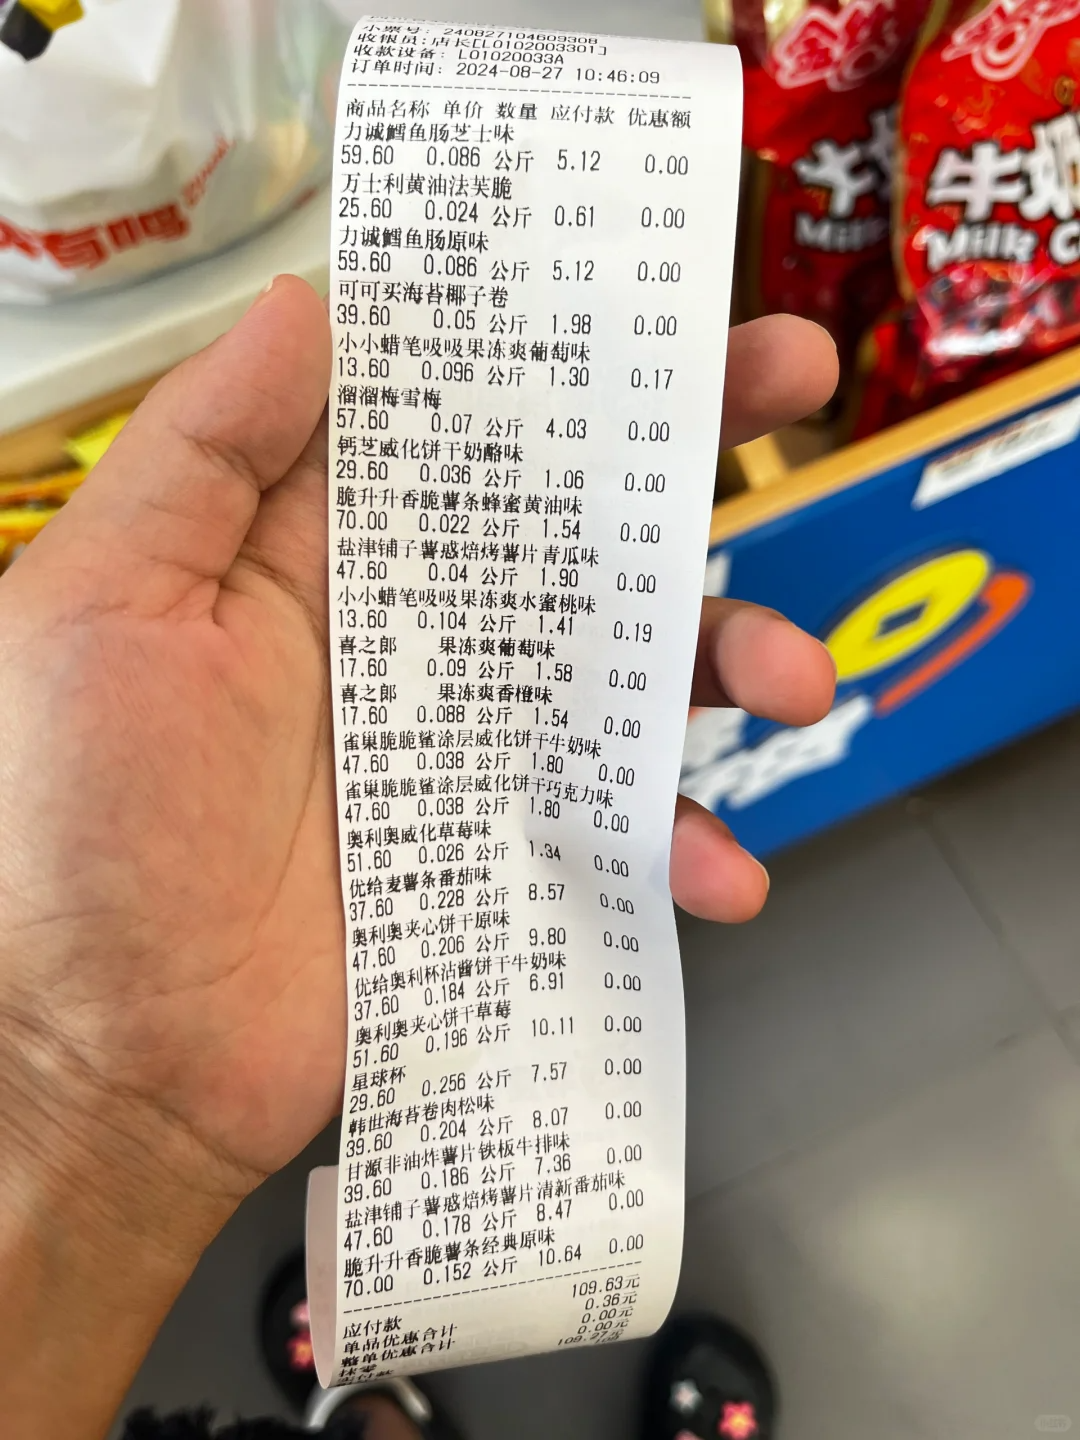 小票号: 240827104609308
收银员:店长[L0102003301]
收款设备: L01020033A
订单时间: 2024-08-27 10:46:09
商品名称 单价 数量 应付款 优惠额
力诚鳕鱼肠芝士味
59.60 0.086 公斤 5.12 0.00
万士利黄油法芙脆
25.60 0.024 公斤 0.61 0.00
力诚鳕鱼肠原味
59.60 0.086 公斤 5.12 0.00
可可买海苔椰子卷
39.60 0.05 公斤 1.98 0.00
小小蜡笔吸吸果冻爽葡萄味
13.60 0.096 公斤 1.30 0.17
溜溜梅雪梅
57.60 0.07 公斤 4.03 0.00
钙芝威化饼干奶酪味
29.60 0.036 公斤 1.06 0.00
脆升升香脆薯条蜂蜜黄油味
70.00 0.022 公斤 1.54 0.00
盐津铺子薯惑焙烤薯片青瓜味
47.60 0.04 公斤 1.90 0.00
小小蜡笔吸吸果冻爽水蜜桃味
13.60 0.104 公斤 1.41 0.19
喜之郎 果冻爽葡萄味
17.60 0.09 公斤 1.58 0.00
喜之郎 果冻爽香橙味
17.60 0.088 公斤 1.54 0.00
雀巢脆脆鲨涂层威化饼干牛奶味
47.60 0.038 公斤 1.80 0.00
雀巢脆脆鲨涂层威化饼干巧克力味
47.60 0.038 公斤 1.80 0.00
奥利奥威化草莓味
51.60 0.026 公斤 1.34 0.00
优给麦薯条番茄味
37.60 0.228 公斤 8.57 0.00
奥利奥夹心饼干原味
47.60 0.206 公斤 9.80 0.00
优给奥利杯沾酱饼干牛奶味
37.60 0.184 公斤 6.91 0.00
奥利奥夹心饼干草莓
51.60 0.196 公斤 10.11 0.00
星球杯
29.60 0.256 公斤 7.57 0.00
韩世海苔卷肉松味
39.60 0.204 公斤 8.07 0.00
甘源非油炸薯片铁板牛排味
39.60 0.186 公斤 7.36 0.00
盐津铺子薯惑焙烤薯片清新番茄味
47.60 0.178 公斤 8.47 0.00
脆升升香脆薯条经典原味
70.00 0.152 公斤 10.64 0.00
应付款 109.63元
单品优惠合计 0.36元
整单优惠合计 0.00元
抹零 0.00元
109.27元
牛奶
Milk C
Milk